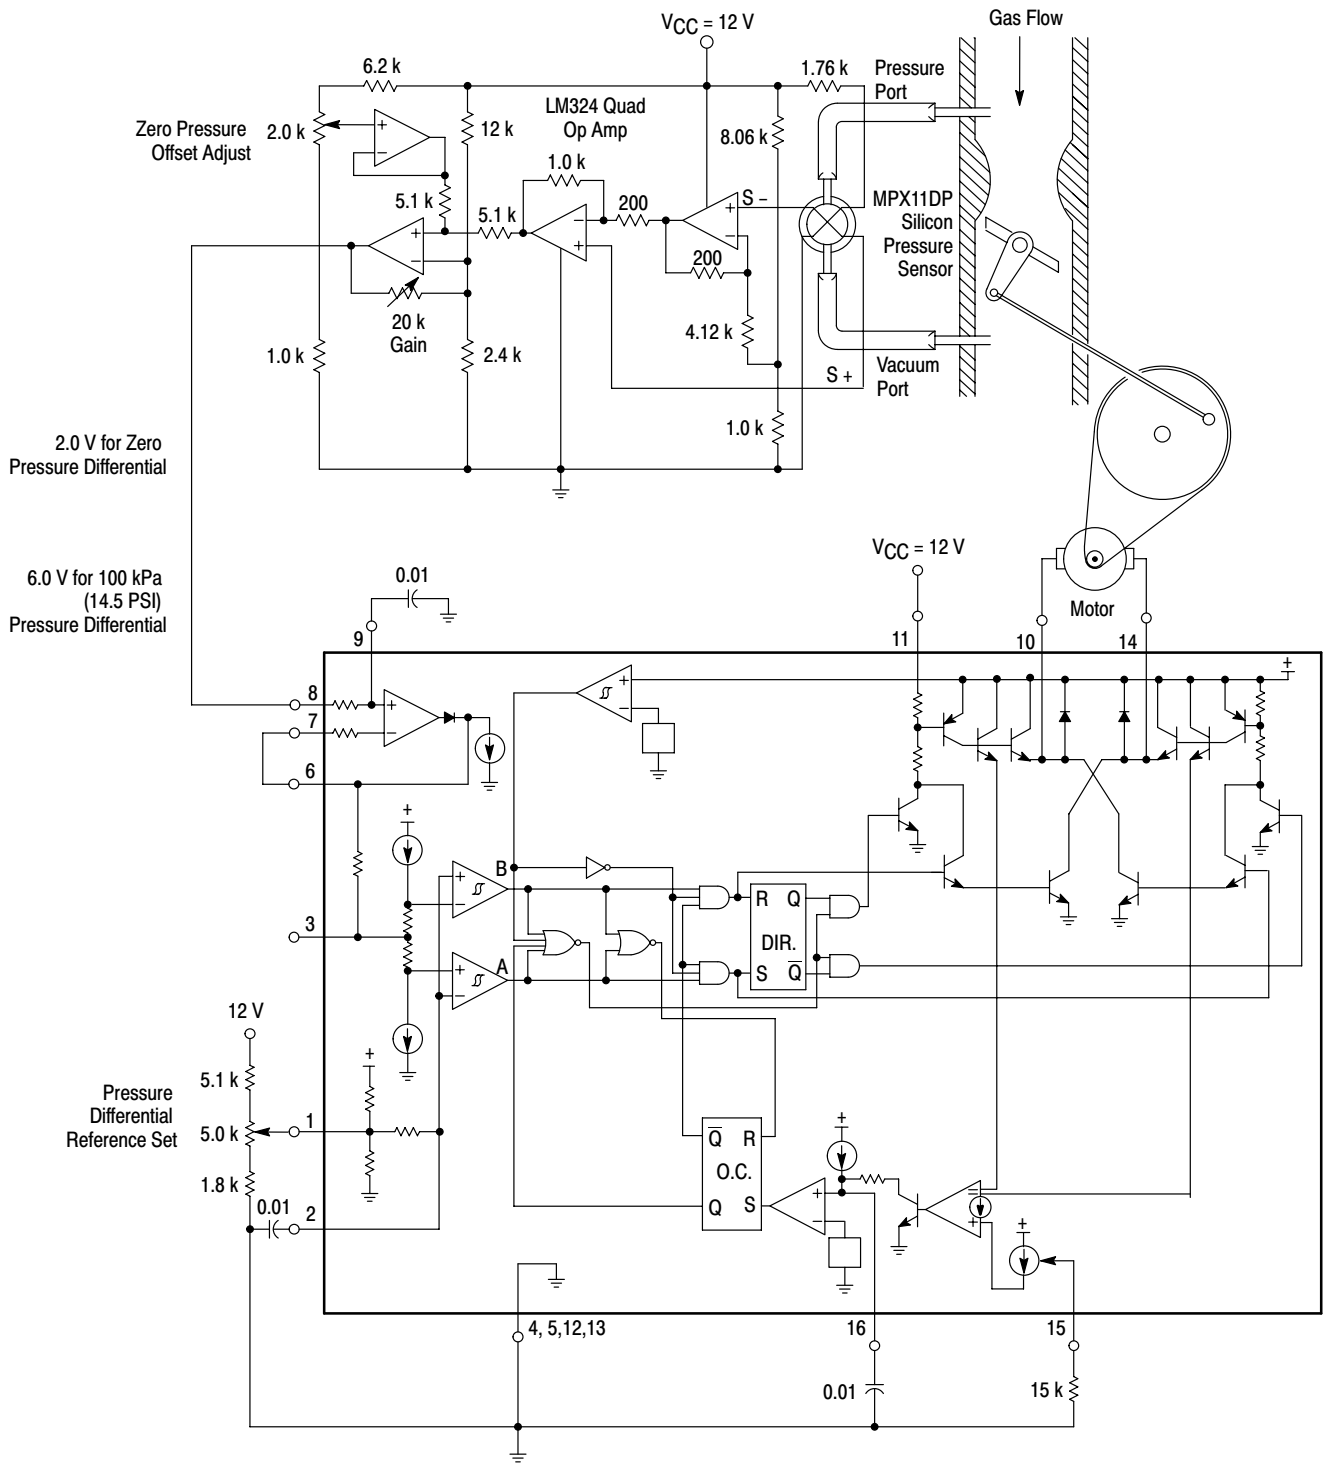 V_CC = 12 V
Gas Flow
6.2 k
1.76 k
Pressure
Port
LM324 Quad
Op Amp
Zero Pressure
Offset Adjust
2.0 k
+
−
12 k
8.06 k
1.0 k
5.1 k
5.1 k
200
S −
+
−
MPX11DP
Silicon
Pressure
Sensor
+
−
−
+
200
20 k
Gain
4.12 k
1.0 k
2.4 k
Vacuum
Port
S +
1.0 k
2.0 V for Zero
Pressure Differential
V_CC = 12 V
6.0 V for 100 kPa
(14.5 PSI)
Pressure Differential
0.01
Motor
9
11
10
14
+
8
+
−
+
−
7
6
+
B
+
−
R
Q
3
DIR.
A
+
−
S
Q̅
12 V
+
5.1 k
Pressure
Differential
Reference Set
5.0 k
1
1.8 k
Q̅
R
O.C.
Q
S
+
+
−
=
+
+
0.01
2
4, 5,12,13
16
15
0.01
15 k